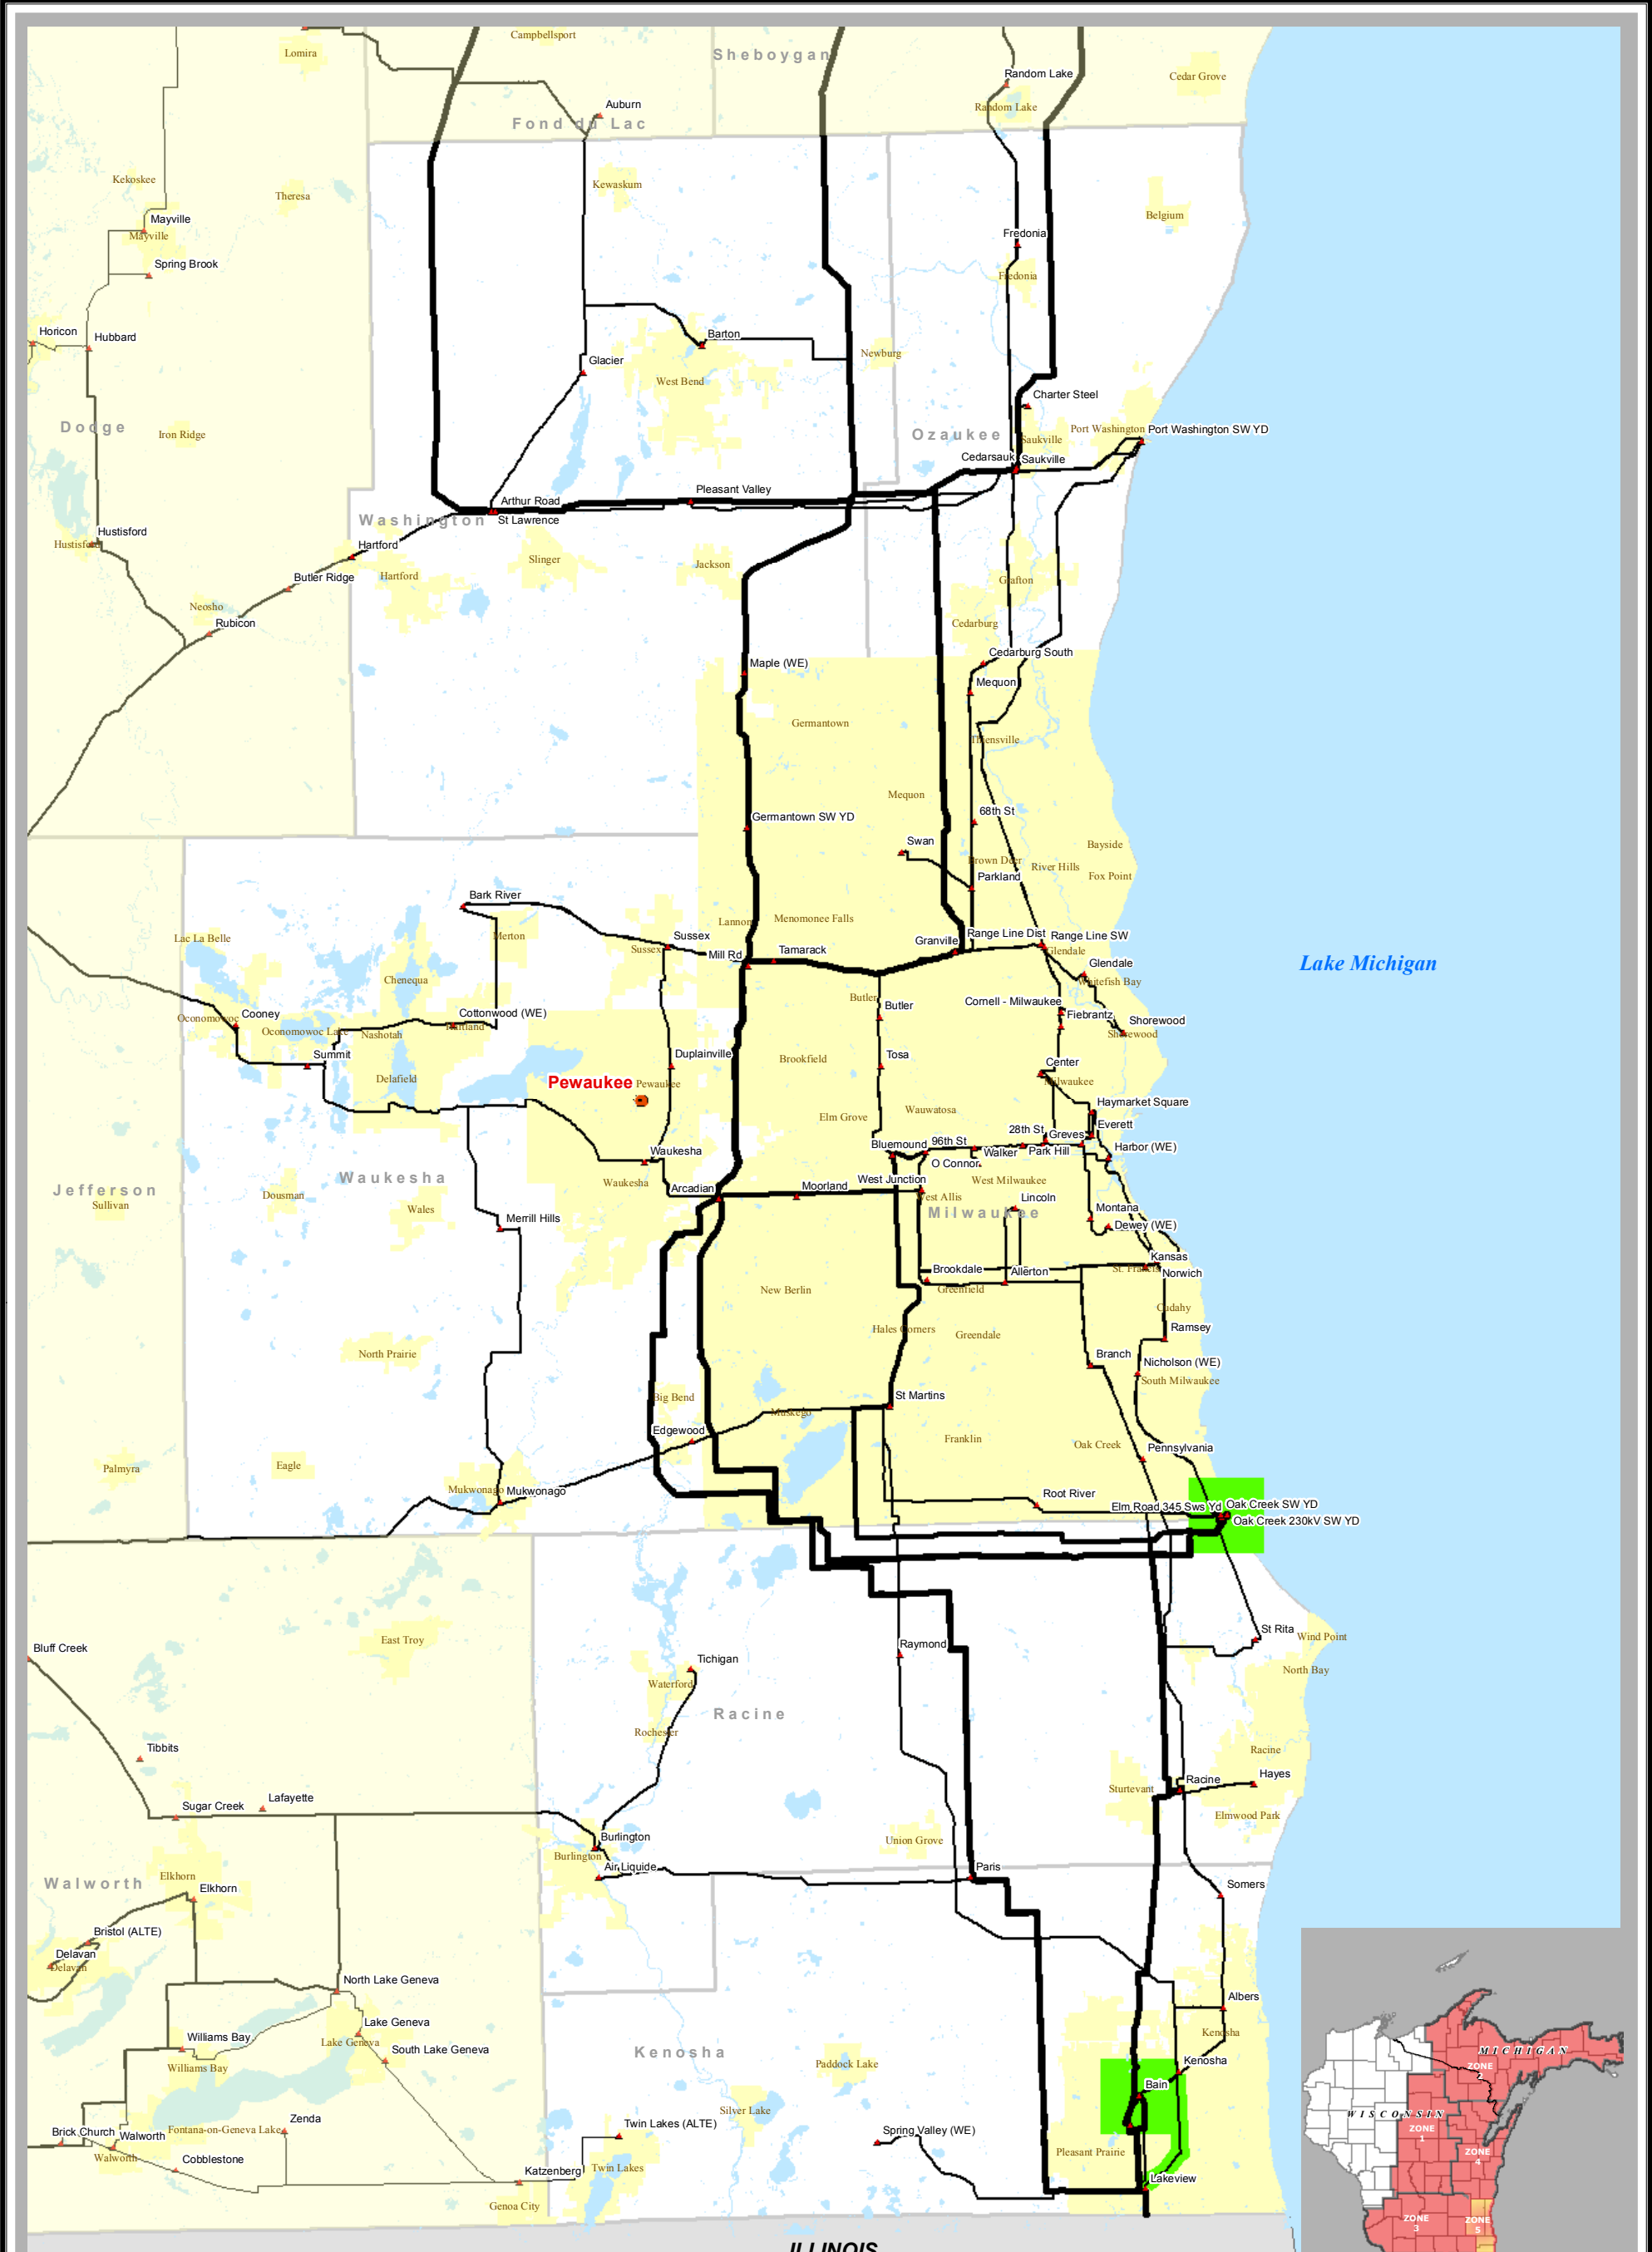 Campbellsport
Lomira
Sheboygan
Random Lake
Cedar Grove
Random Lake
Auburn
Fond du Lac
Kekoskee
Kewaskum
Theresa
Belgium
Mayville
Mayville
Fredonia
Spring Brook
Fredonia
Horicon
Hubbard
Barton
Newburg
Glacier
West Bend
Charter Steel
Dodge
Iron Ridge
Ozaukee
Port Washington
Port Washington SW YD
Saukville
Cedarsauk
Saukville
Pleasant Valley
Arthur Road
Washington
St Lawrence
Hustisford
Hustisford
Hartford
Slinger
Jackson
Butler Ridge
Hartford
Grafton
Neosho
Rubicon
Cedarburg
Cedarburg South
Maple (WE)
Mequon
Germantown
Thiensville
Mequon
68th St
Germantown SW YD
Swan
Bayside
Brown Deer
River Hills
Parkland
Fox Point
Bark River
Lannon
Menomonee Falls
Merton
Lac La Belle
Sussex
Sussex
Mill Rd
Tamarack
Granville
Range Line Dist
Range Line SW
Glendale
Glendale
Lake Michigan
Chenequa
Whitefish Bay
Butler
Butler
Cornell - Milwaukee
Fiebrantz
Oconomowoc
Cooney
Cottonwood (WE)
Hartland
Shorewood
Shorewood
Oconomowoc Lake
Nashotah
Summit
Duplainville
Brookfield
Tosa
Center
Delafield
Pewaukee
Pewaukee
Milwaukee
Haymarket Square
Elm Grove
Wauwatosa
Everett
28th St
Greves
Bluemound
96th St
Walker
Park Hill
Harbor (WE)
Waukesha
Waukesha
O Connor
West Junction
West Milwaukee
Jefferson
Sullivan
Dousman
Waukesha
Arcadian
Moorland
West Allis
Lincoln
Wales
Milwaukee
Montana
Merrill Hills
Dewey (WE)
Kansas
Brookdale
Allerton
St. Francis
Norwich
New Berlin
Greenfield
Cudahy
Hales Corners
Greendale
Ramsey
North Prairie
Branch
Nicholson (WE)
South Milwaukee
Big Bend
St Martins
Muskego
Edgewood
Franklin
Oak Creek
Pennsylvania
Palmyra
Eagle
Mukwonago
Mukwonago
Root River
Elm Road 345 Sws Yd
Oak Creek SW YD
Oak Creek 230kV SW YD
St Rita
Wind Point
Bluff Creek
East Troy
Raymond
Tichigan
North Bay
Waterford
Racine
Rochester
Tibbits
Racine
Racine
Hayes
Sturtevant
Sugar Creek
Lafayette
Elmwood Park
Burlington
Union Grove
Burlington
Air Liquide
Paris
Walworth
Elkhorn
Elkhorn
Somers
Bristol (ALTE)
Delavan
Delavan
North Lake Geneva
Albers
Lake Geneva
Williams Bay
Lake Geneva
Kenosha
Kenosha
South Lake Geneva
Williams Bay
Paddock Lake
Kenosha
MICHIGAN
ZONE
2
Bain
Silver Lake
WISCONSIN
Zenda
Fontana-on-Geneva Lake
Twin Lakes (ALTE)
Spring Valley (WE)
ZONE
1
Brick Church
Walworth
Walworth
Pleasant Prairie
ZONE
4
Cobblestone
Katzenberg
Twin Lakes
Lakeview
Genoa City
ZONE
3
ZONE
5
ILLINOIS